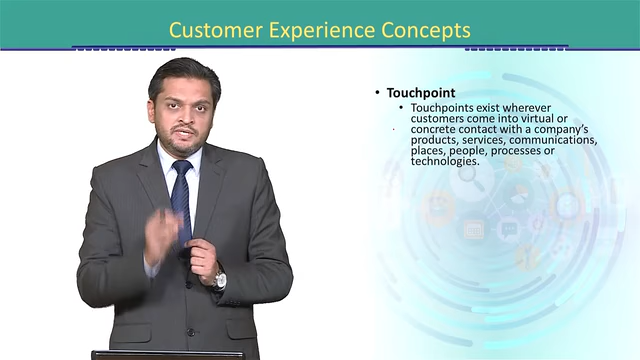 Customer Experience Concepts
• Touchpoint
• Touchpoints exist wherever
customers come into virtual or
concrete contact with a company's
products, services, communications,
places, people, processes or
technologies.